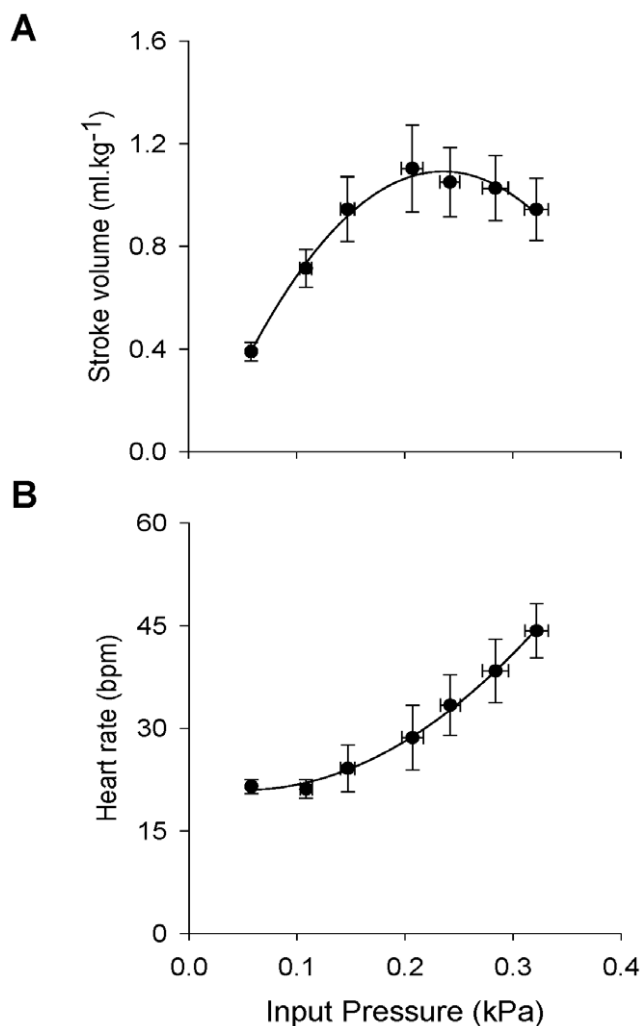 A
1.6
1.2
0.8
0.4
0.0
Stroke volume (ml.kg-1)
B
60
45
30
15
0
Heart rate (bpm)
0.0 0.1 0.2 0.3 0.4
Input Pressure (kPa)